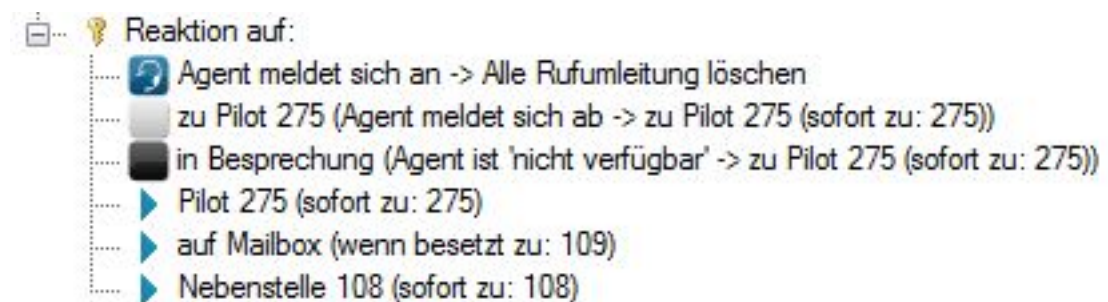 Reaktion auf:
Agent meldet sich an -> Alle Rufumleitung löschen
zu Pilot 275 (Agent meldet sich ab -> zu Pilot 275 (sofort zu: 275))
in Besprechung (Agent ist 'nicht verfügbar' -> zu Pilot 275 (sofort zu: 275))
Pilot 275 (sofort zu: 275)
auf Mailbox (wenn besetzt zu: 109)
Nebenstelle 108 (sofort zu: 108)